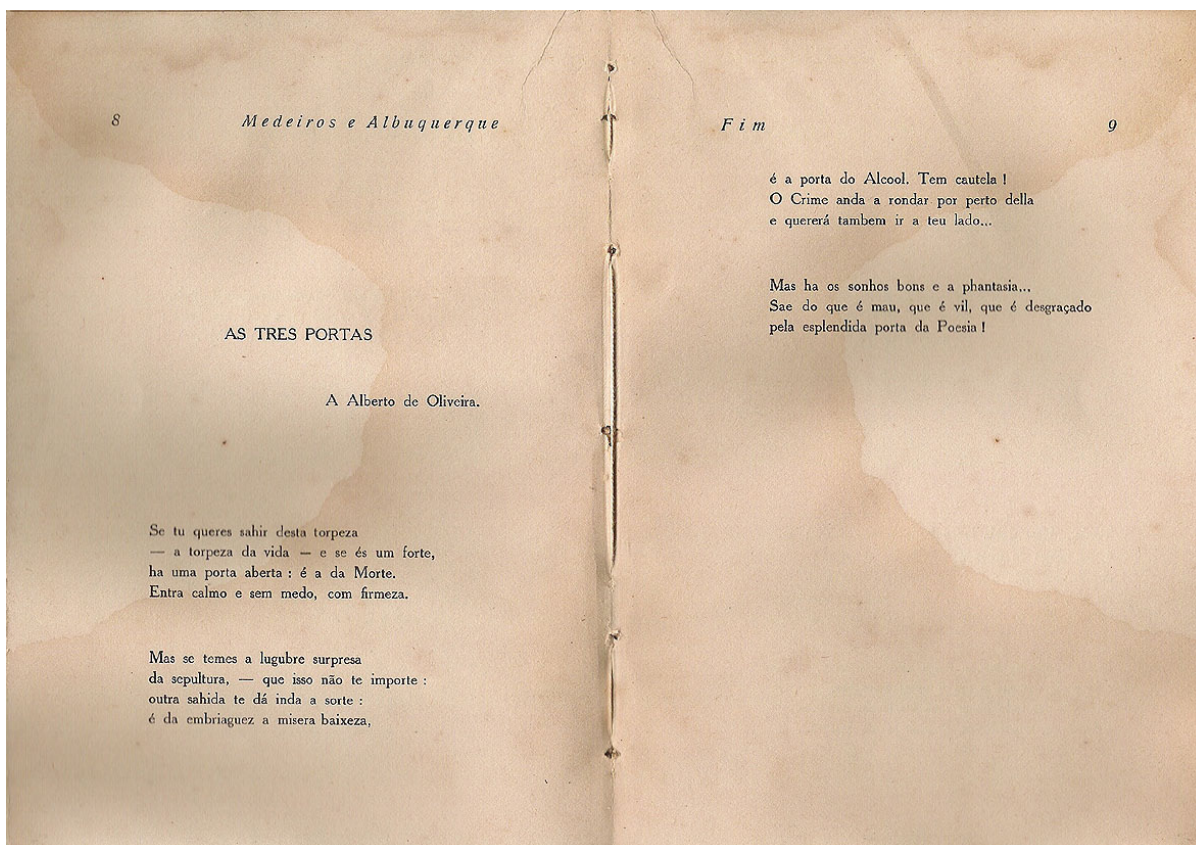 8
Medeiros e Albuquerque
AS TRES PORTAS
A Alberto de Oliveira.
Se tu queres sahir desta torpeza
— a torpeza da vida — e se és um forte,
ha uma porta aberta : é a da Morte.
Entra calmo e sem medo, com firmeza.
Mas se temes a lugubre surpresa
da sepultura, — que isso não te importe :
outra sahida te dá inda a sorte :
é da embriaguez a misera baixeza,
Fim
9
é a porta do Alcool. Tem cautela !
O Crime anda a rondar por perto della
e quererá tambem ir a teu lado...
Mas ha os sonhos bons e a phantasia...
Sae do que é mau, que é vil, que é desgraçado
pela esplendida porta da Poesia !